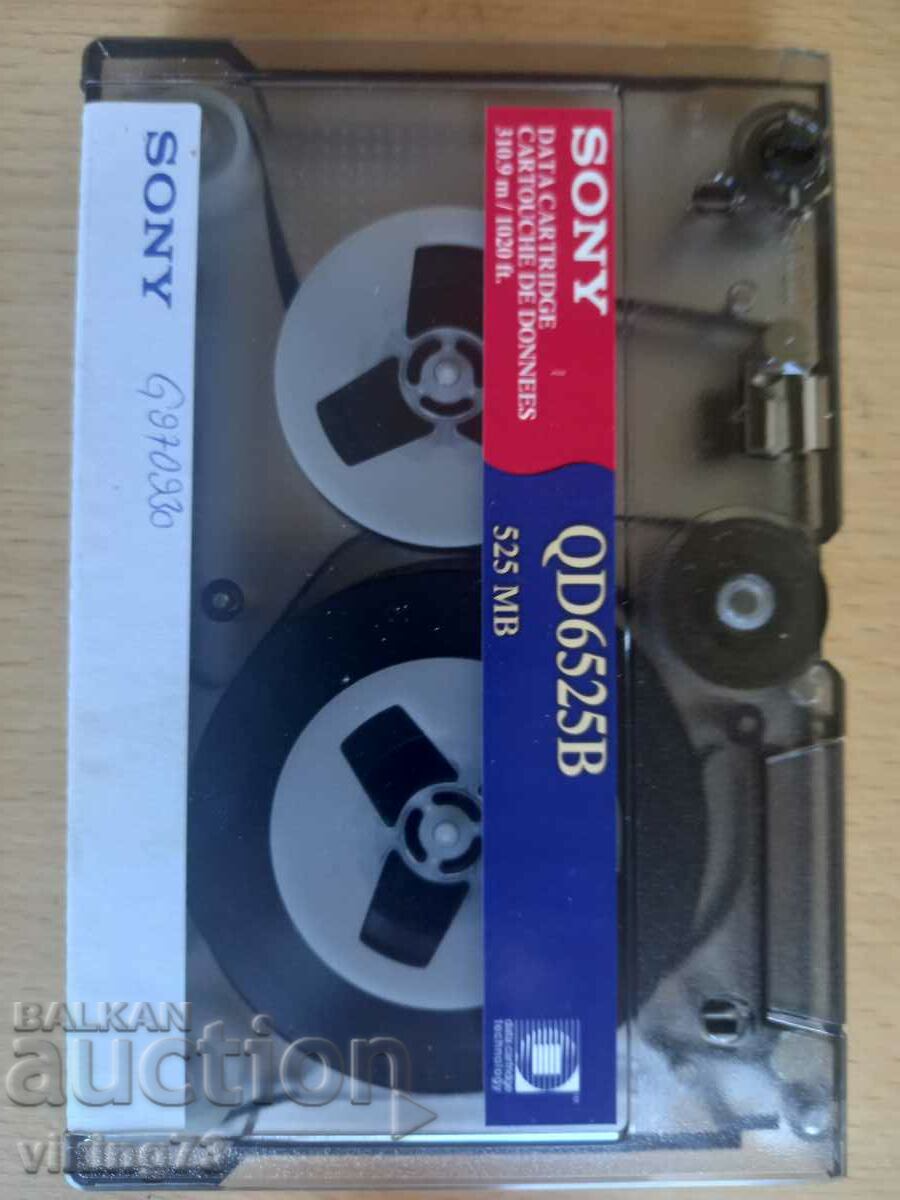 SONY
G970930
SONY
DATA CARTRIDGE
CARTOUCHE DE DONNEES
310.9 m / 1020 ft.
QD6525B
525 MB
data cartridge
technology
BALKAN
auction
viking73